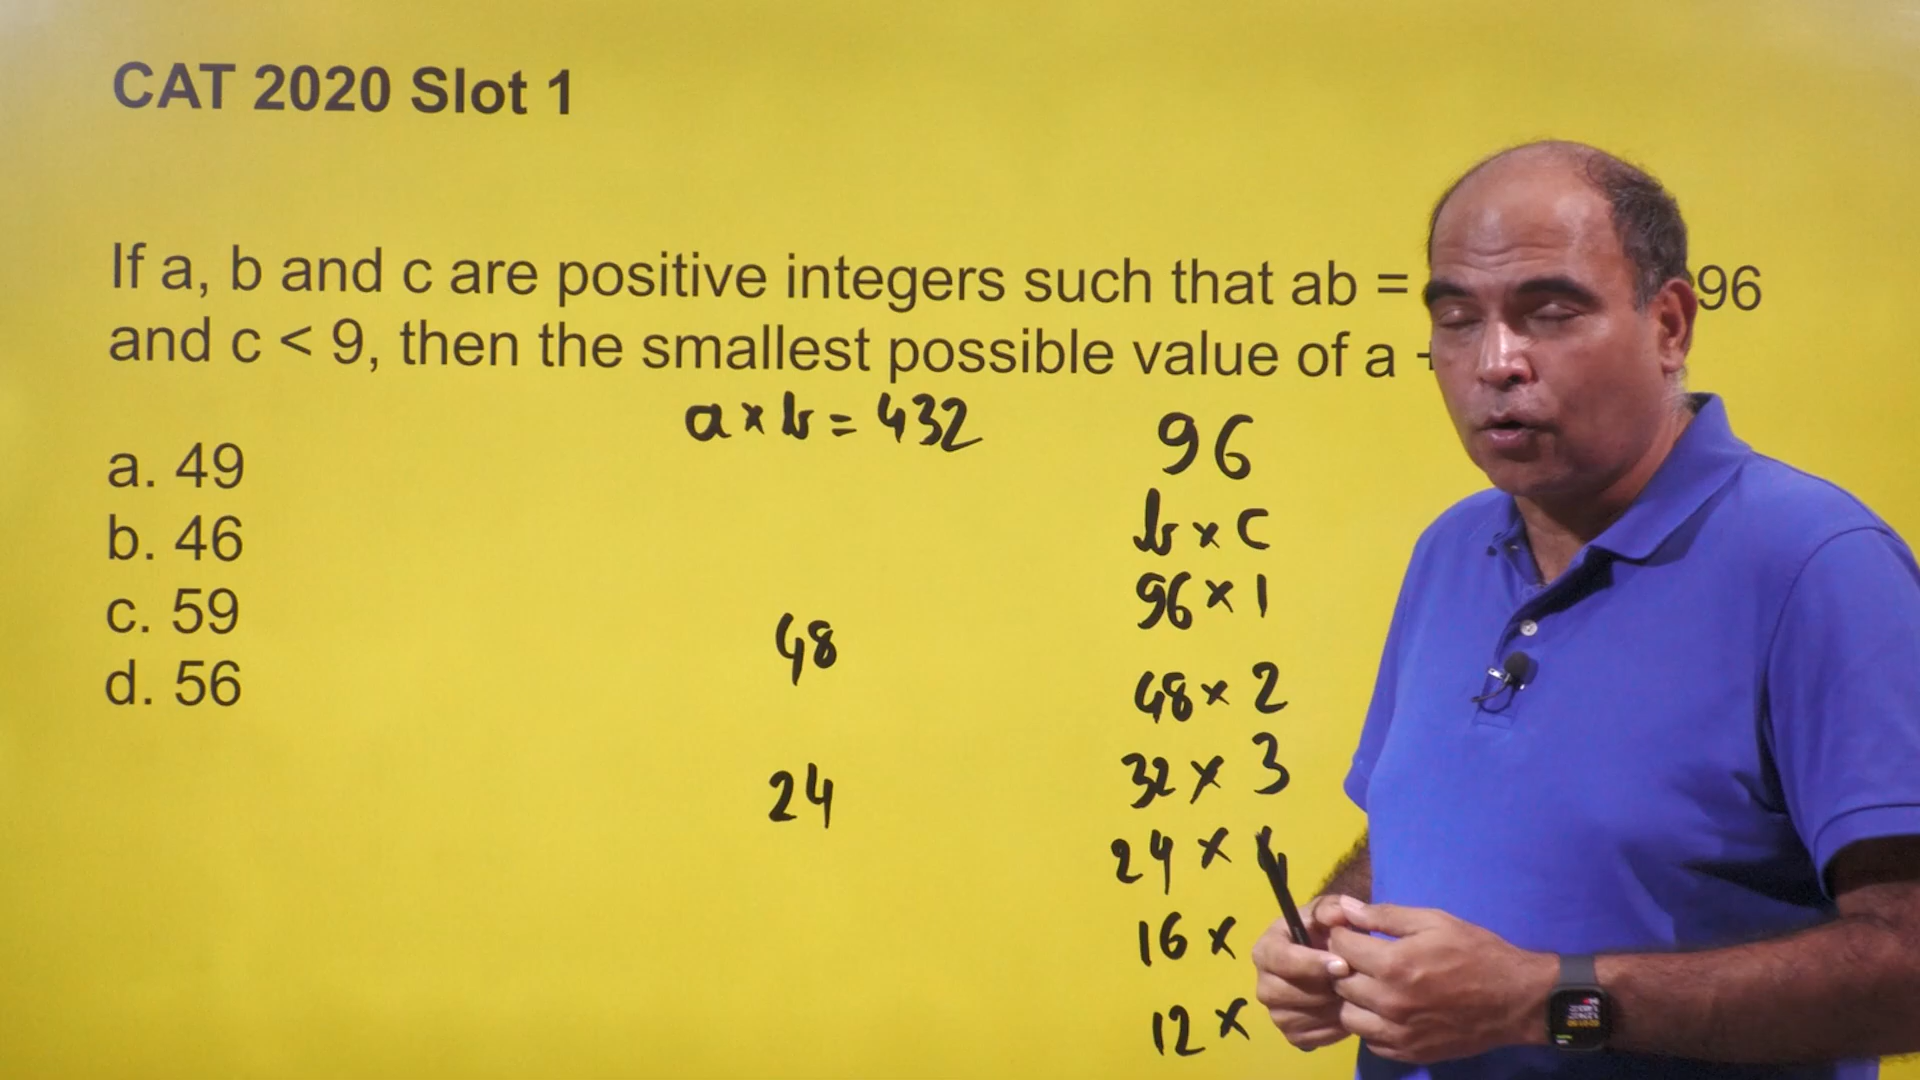 CAT 2020 Slot 1
If a, b and c are positive integers such that ab = 96
and c < 9, then the smallest possible value of a +
a × b = 432
96
a. 49
b. 46
c. 59
d. 56
b × c
96 × 1
48
48 × 2
32 × 3
24
24 ×
16 ×
12 ×